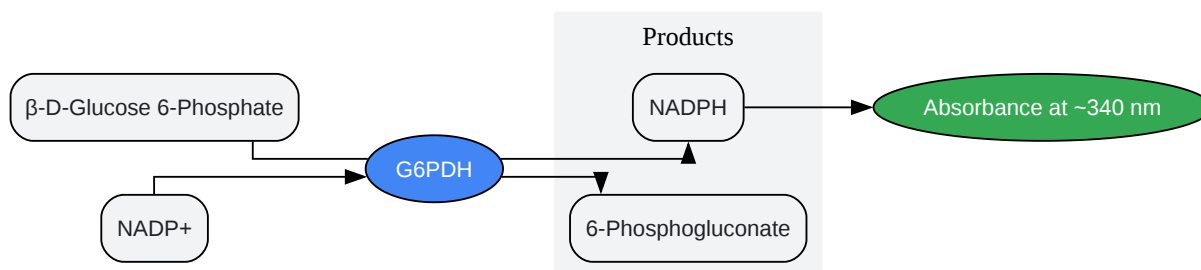 Products
β-D-Glucose 6-Phosphate
NADPH
Absorbance at ~340 nm
G6PDH
NADP+
6-Phosphogluconate